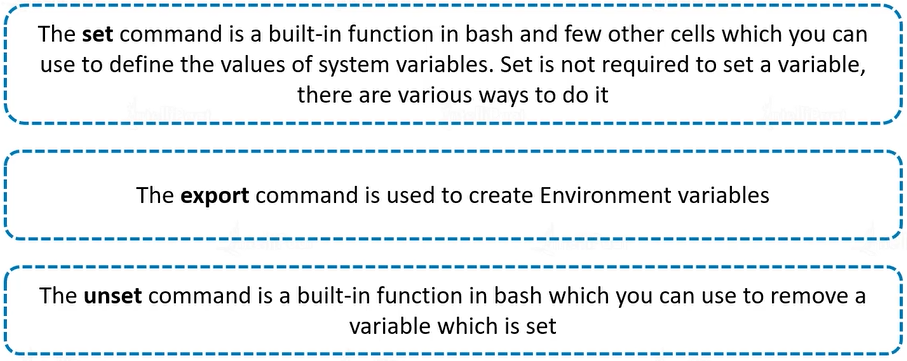 The set command is a built-in function in bash and few other cells which you can
use to define the values of system variables. Set is not required to set a variable,
there are various ways to do it
The export command is used to create Environment variables
The unset command is a built-in function in bash which you can use to remove a
variable which is set